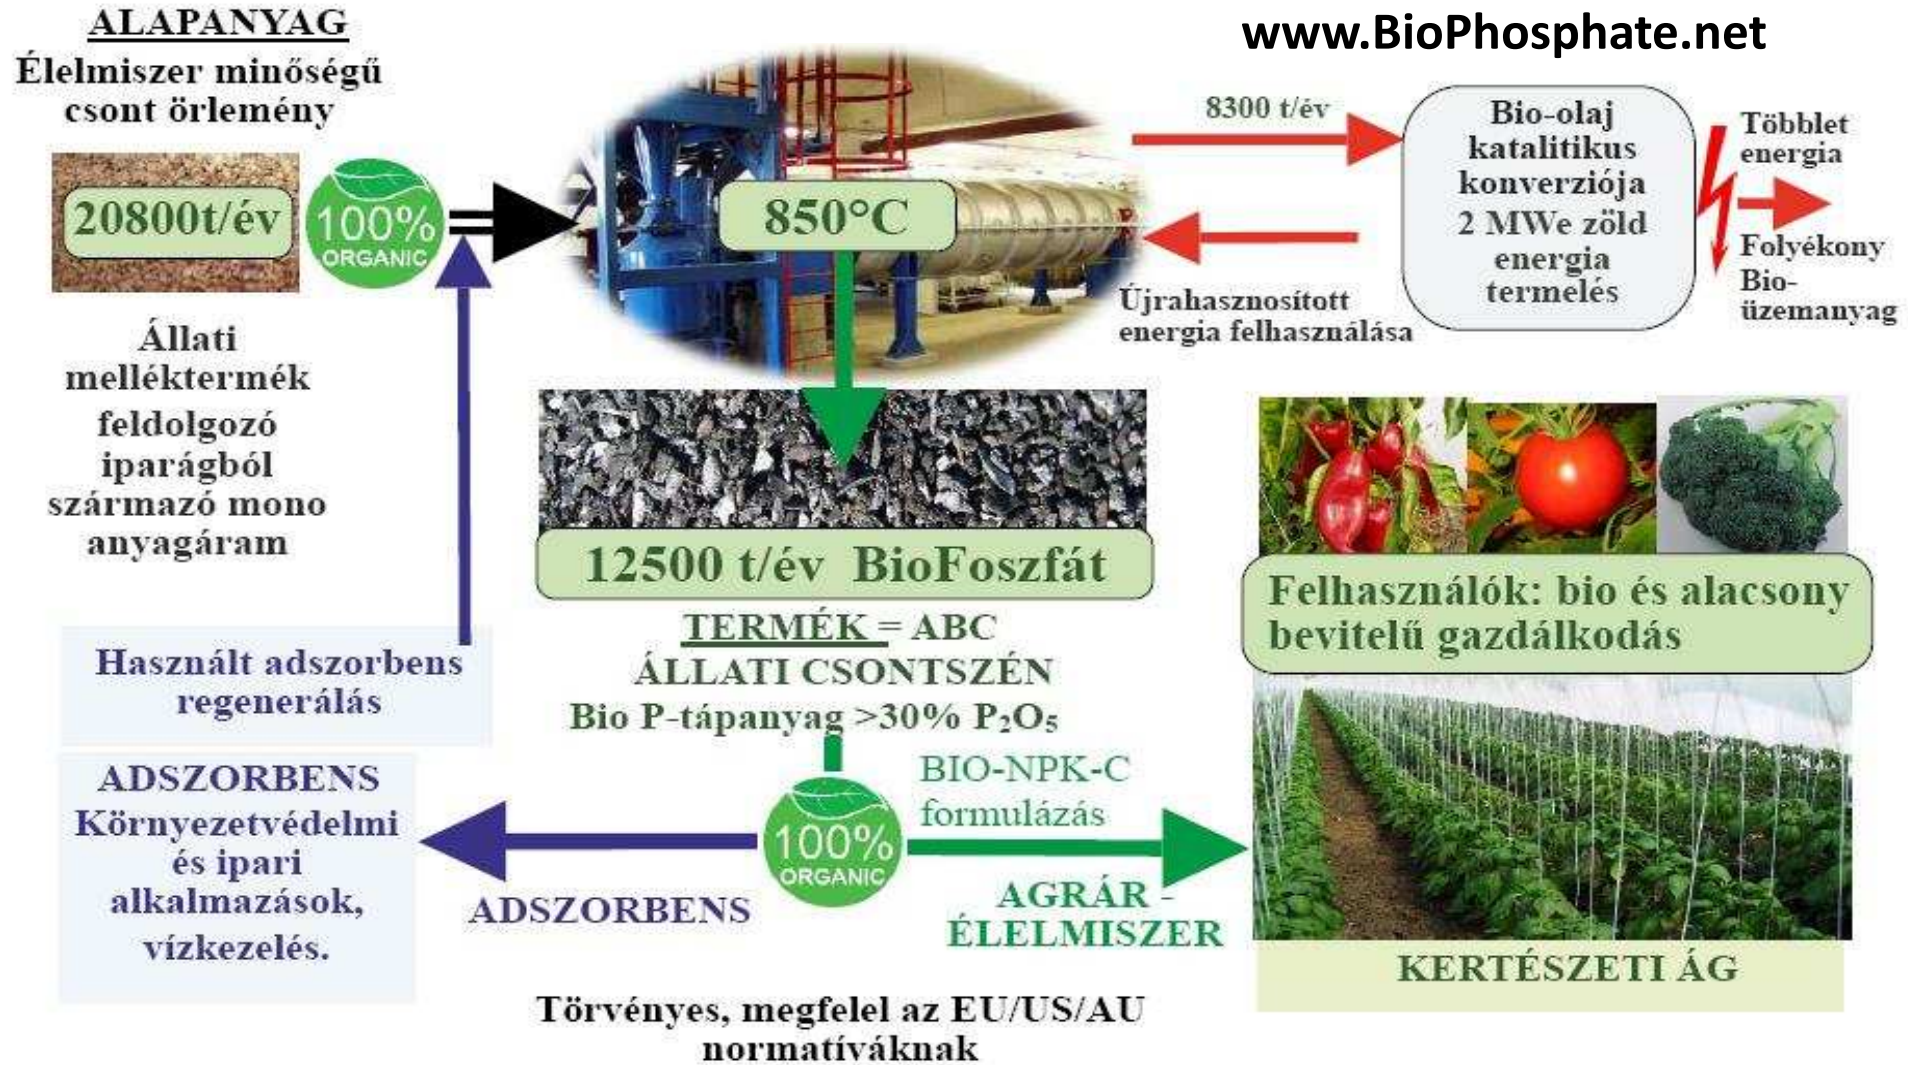 www.BioPhosphate.net
ALAPANYAG
Élelmiszer minőségű
csont örlemény
20800t/év
100%
ORGANIC
Állati
melléktermék
feldolgozó
iparágból
származó mono
anyagáram
850°C
8300 t/év
Újrahasznosított
energia felhasználása
Bio-olaj
katalitikus
konverziója
2 MWe zöld
energia
termelés
Többlet
energia
Folyékony
Bio-
üzemanyag
12500 t/év BioFoszfát
TERMÉK = ABC
ÁLLATI CSONTSZÉN
Bio P-tápanyag >30% P₂O₅
Felhasználók: bio és alacsony
bevitelű gazdálkodás
Használt adszorbens
regenerálás
ADSZORBENS
Környezetvédelmi
és ipari
alkalmazások,
vízkezelés.
ADSZORBENS
100%
ORGANIC
BIO-NPK-C
formulázás
AGRÁR -
ÉLELMISZER
KERTÉSZETI ÁG
Törvényes, megfelel az EU/US/AU
normatíváknak